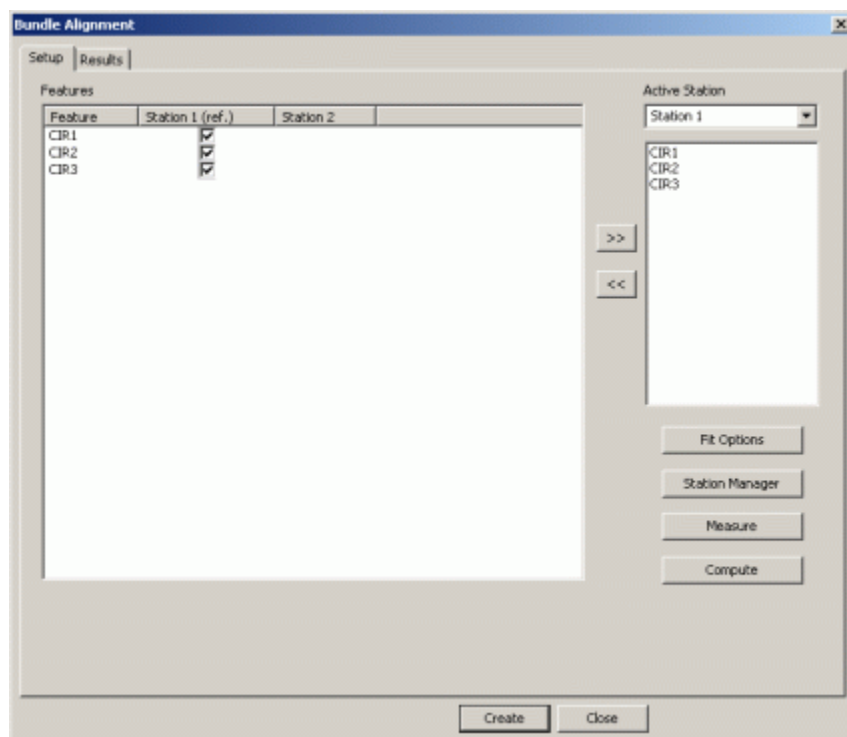 Bundle Alignment
Setup Results
Features
Feature Station 1 (ref.) Station 2
CIR1
CIR2
CIR3
Active Station
Station 1
CIR1
CIR2
CIR3
>>
<<
Fit Options
Station Manager
Measure
Compute
Create Close